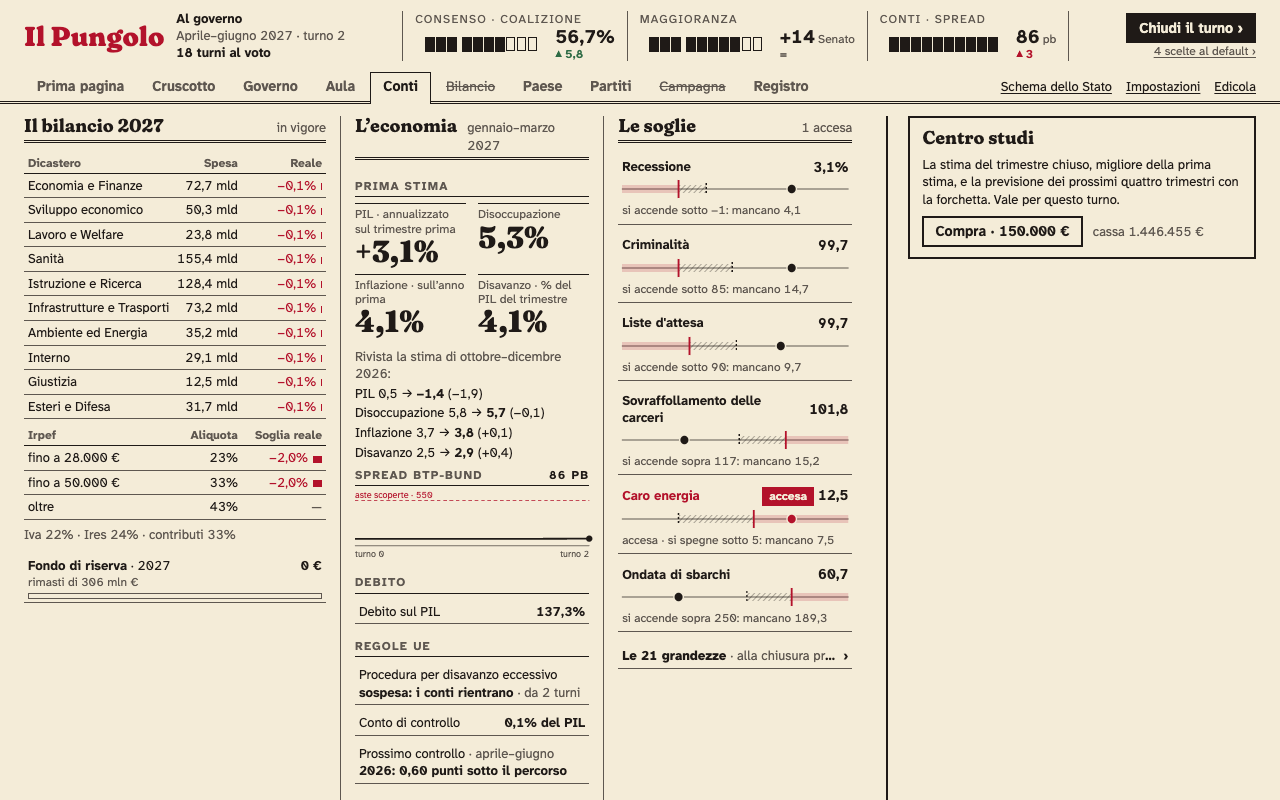 Il Pungolo
Al governo
Aprile–giugno 2027 · turno 2
18 turni al voto
CONSENSO · COALIZIONE
56,7%
▲ 5,8
MAGGIORANZA
+14 Senato
=
CONTI · SPREAD
86 pb
▲ 3
Chiudi il turno ›
4 scelte al default ›
Prima pagina
Cruscotto
Governo
Aula
Conti
Bilancio
Paese
Partiti
Campagna
Registro
Schema dello Stato
Impostazioni
Edicola
Il bilancio 2027 in vigore
Dicastero Spesa Reale
Economia e Finanze 72,7 mld −0,1%
Sviluppo economico 50,3 mld −0,1%
Lavoro e Welfare 23,8 mld −0,1%
Sanità 155,4 mld −0,1%
Istruzione e Ricerca 128,4 mld −0,1%
Infrastrutture e Trasporti 73,2 mld −0,1%
Ambiente ed Energia 35,2 mld −0,1%
Interno 29,1 mld −0,1%
Giustizia 12,5 mld −0,1%
Esteri e Difesa 31,7 mld −0,1%
Irpef Aliquota Soglia reale
fino a 28.000 € 23% −2,0%
fino a 50.000 € 33% −2,0%
oltre 43% —
Iva 22% · Ires 24% · contributi 33%
Fondo di riserva · 2027 0 €
rimasti di 306 mln €
L’economia gennaio–marzo
2027
PRIMA STIMA
PIL · annualizzato
sul trimestre prima
+3,1%
Disoccupazione
5,3%
Inflazione · sull’anno
prima
4,1%
Disavanzo · % del
PIL del trimestre
4,1%
Rivista la stima di ottobre–dicembre
2026:
PIL 0,5 → −1,4 (−1,9)
Disoccupazione 5,8 → 5,7 (−0,1)
Inflazione 3,7 → 3,8 (+0,1)
Disavanzo 2,5 → 2,9 (+0,4)
SPREAD BTP-BUND 86 PB
aste scoperte · 550
turno 0 turno 2
DEBITO
Debito sul PIL 137,3%
REGOLE UE
Procedura per disavanzo eccessivo
sospesa: i conti rientrano · da 2 turni
Conto di controllo 0,1% del PIL
Prossimo controllo · aprile–giugno
2026: 0,60 punti sotto il percorso
Le soglie 1 accesa
Recessione 3,1%
si accende sotto −1: mancano 4,1
Criminalità 99,7
si accende sotto 85: mancano 14,7
Liste d'attesa 99,7
si accende sotto 90: mancano 9,7
Sovraffollamento delle
carceri 101,8
si accende sopra 117: mancano 15,2
Caro energia accesa 12,5
accesa · si spegne sotto 5: mancano 7,5
Ondata di sbarchi 60,7
si accende sopra 250: mancano 189,3
Le 21 grandezze · alla chiusura pr... ›
Centro studi
La stima del trimestre chiuso, migliore della prima
stima, e la previsione dei prossimi quattro trimestri con
la forchetta. Vale per questo turno.
Compra · 150.000 € cassa 1.446.455 €